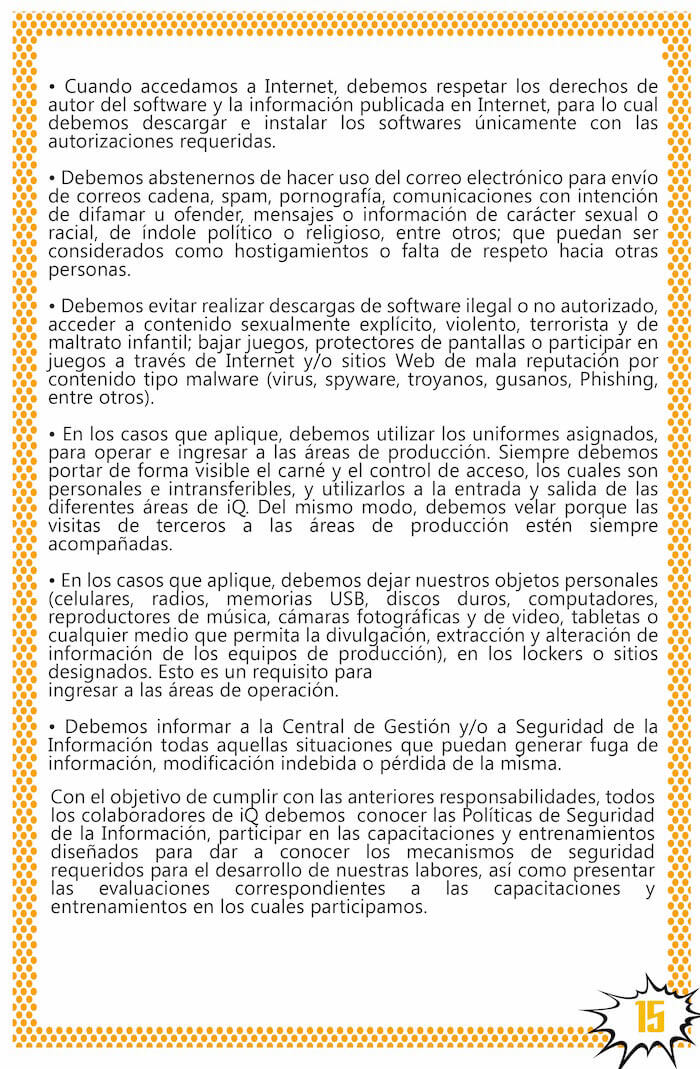 • Cuando accedamos a Internet, debemos respetar los derechos de
autor del software y la información publicada en Internet, para lo cual
debemos descargar e instalar los softwares únicamente con las
autorizaciones requeridas.
• Debemos abstenernos de hacer uso del correo electrónico para envío
de correos cadena, spam, pornografía, comunicaciones con intención
de difamar u ofender, mensajes o información de carácter sexual o
racial, de índole político o religioso, entre otros; que puedan ser
considerados como hostigamientos o falta de respeto hacia otras
personas.
• Debemos evitar realizar descargas de software ilegal o no autorizado,
acceder a contenido sexualmente explícito, violento, terrorista y de
maltrato infantil; bajar juegos, protectores de pantallas o participar en
juegos a través de Internet y/o sitios Web de mala reputación por
contenido tipo malware (virus, spyware, troyanos, gusanos, Phishing,
entre otros).
• En los casos que aplique, debemos utilizar los uniformes asignados,
para operar e ingresar a las áreas de producción. Siempre debemos
portar de forma visible el carné y el control de acceso, los cuales son
personales e intransferibles, y utilizarlos a la entrada y salida de las
diferentes áreas de iQ. Del mismo modo, debemos velar porque las
visitas de terceros a las áreas de producción estén siempre
acompañadas.
• En los casos que aplique, debemos dejar nuestros objetos personales
(celulares, radios, memorias USB, discos duros, computadores,
reproductores de música, cámaras fotográficas y de video, tabletas o
cualquier medio que permita la divulgación, extracción y alteración de
información de los equipos de producción), en los lockers o sitios
designados. Esto es un requisito para
ingresar a las áreas de operación.
• Debemos informar a la Central de Gestión y/o a Seguridad de la
Información todas aquellas situaciones que puedan generar fuga de
información, modificación indebida o pérdida de la misma.
Con el objetivo de cumplir con las anteriores responsabilidades, todos
los colaboradores de iQ debemos conocer las Políticas de Seguridad
de la Información, participar en las capacitaciones y entrenamientos
diseñados para dar a conocer los mecanismos de seguridad
requeridos para el desarrollo de nuestras labores, así como presentar
las evaluaciones correspondientes a las capacitaciones y
entrenamientos en los cuales participamos.
15